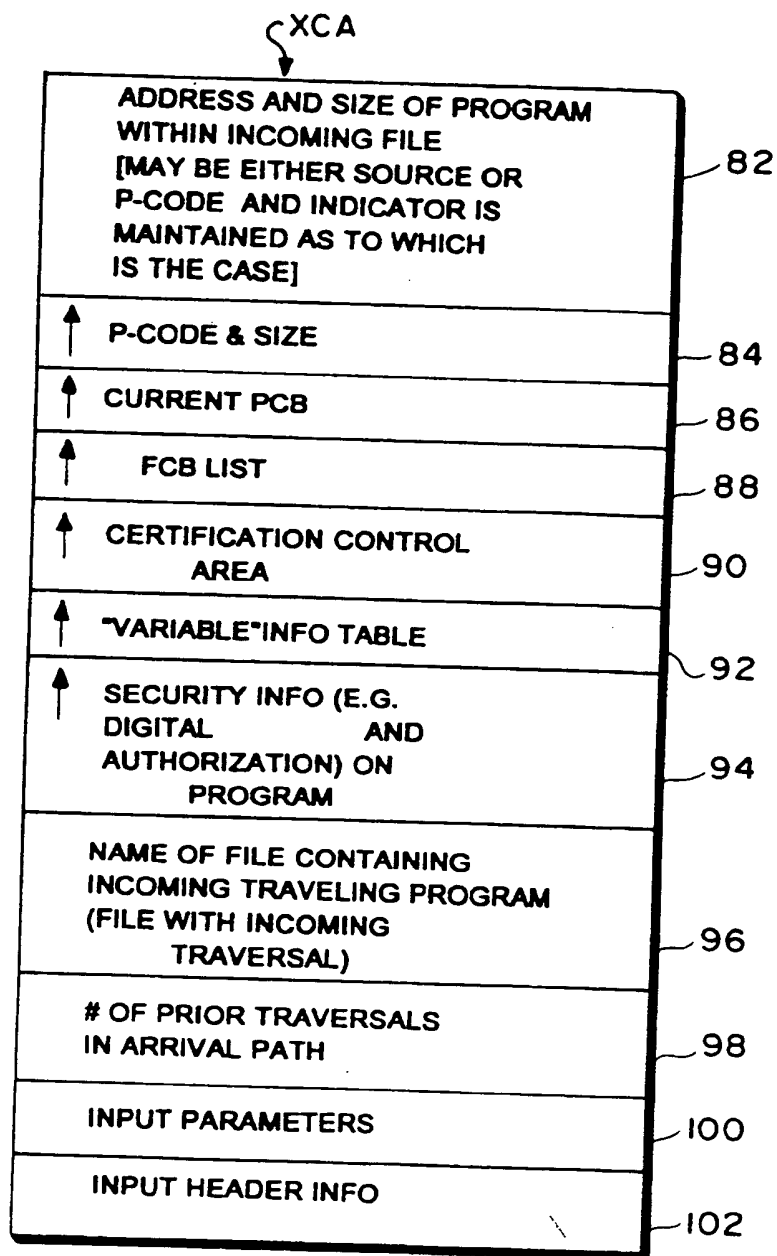 XCA
ADDRESS AND SIZE OF PROGRAM
WITHIN INCOMING FILE
[MAY BE EITHER SOURCE OR
P-CODE AND INDICATOR IS
MAINTAINED AS TO WHICH
IS THE CASE]
82
P-CODE & SIZE
84
CURRENT PCB
86
FCB LIST
88
CERTIFICATION CONTROL
AREA
90
"VARIABLE"INFO TABLE
92
SECURITY INFO (E.G.
DIGITAL AND
AUTHORIZATION) ON
PROGRAM
94
NAME OF FILE CONTAINING
INCOMING TRAVELING PROGRAM
(FILE WITH INCOMING
TRAVERSAL)
96
# OF PRIOR TRAVERSALS
IN ARRIVAL PATH
98
INPUT PARAMETERS
100
INPUT HEADER INFO
102